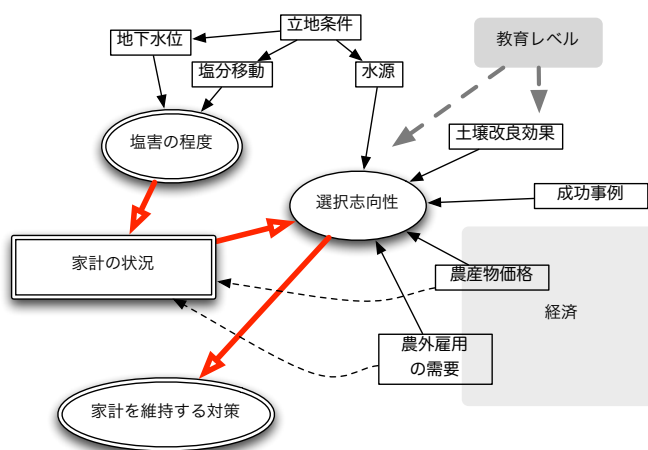 立地条件
地下水位
教育レベル
塩分移動
水源
塩害の程度
土壌改良効果
選択志向性
成功事例
家計の状況
農産物価格
経済
農外雇用
の需要
家計を維持する対策